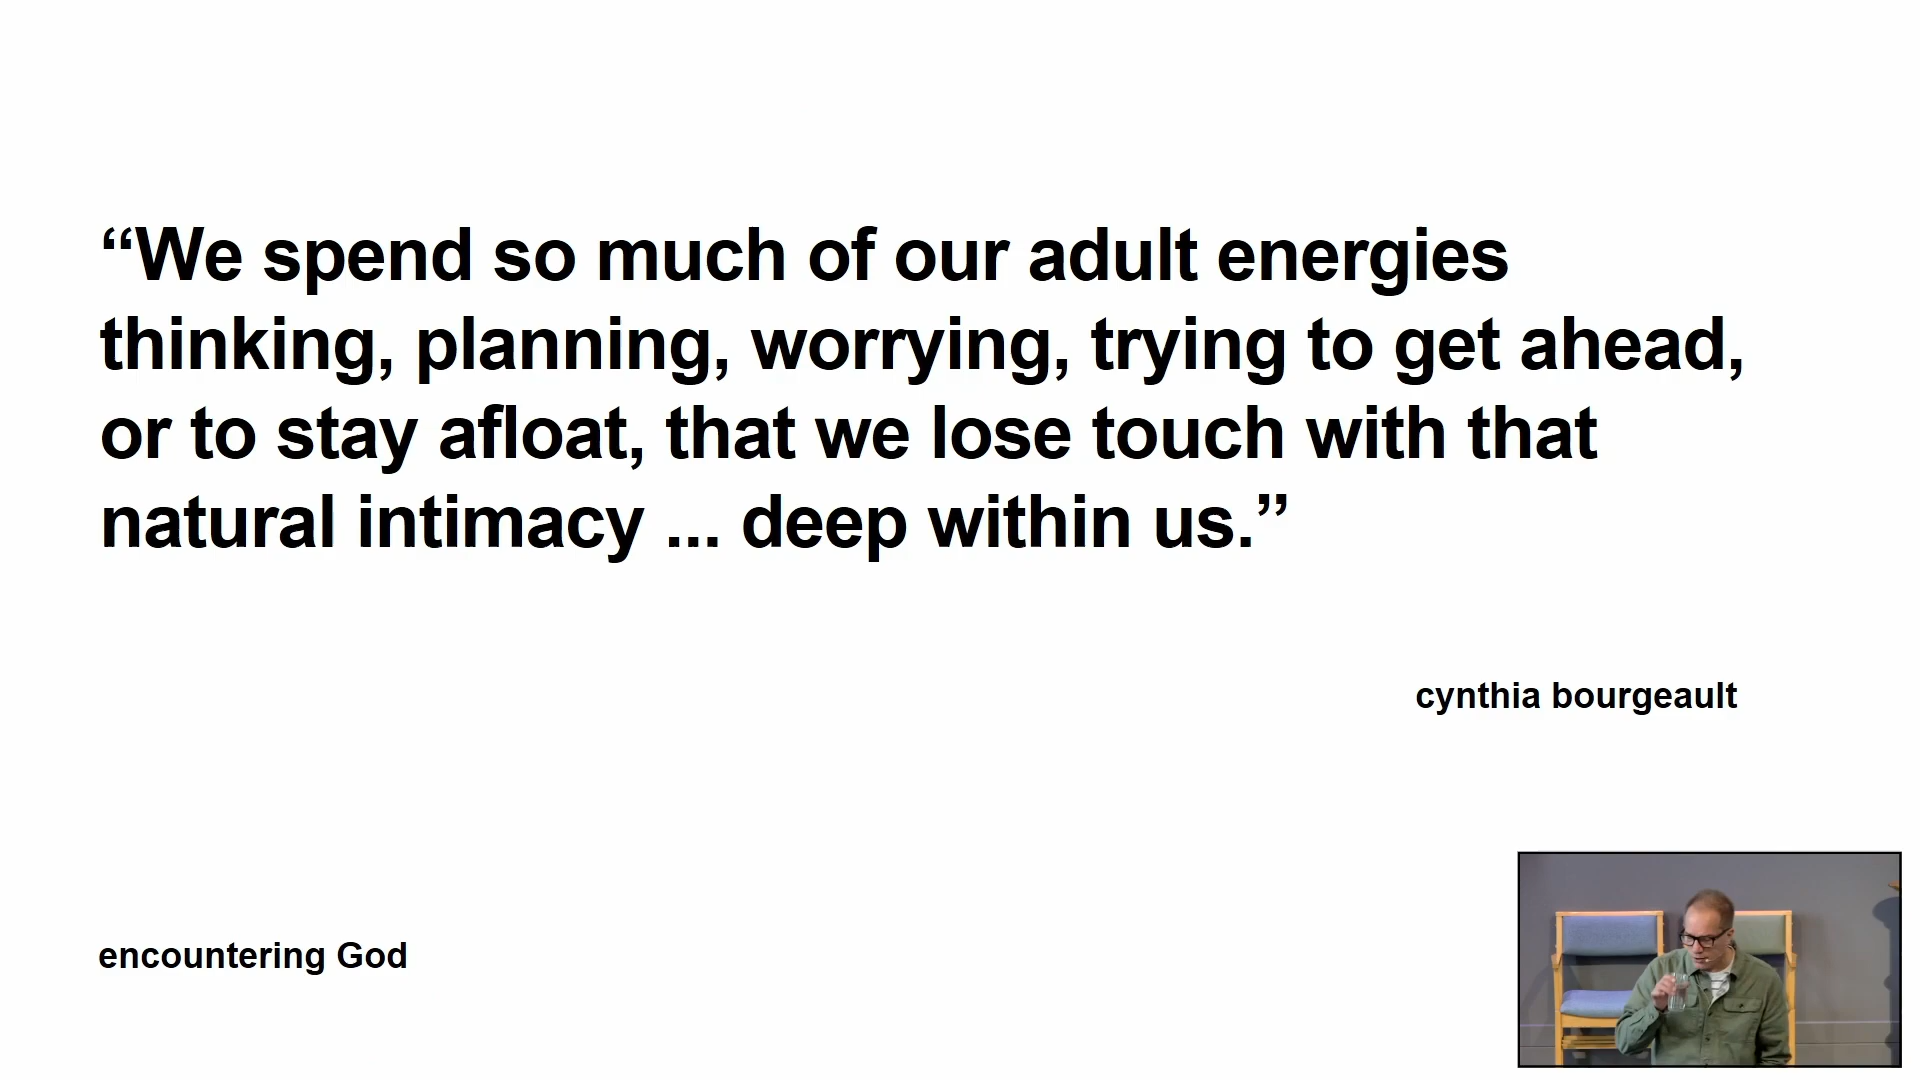 “We spend so much of our adult energies
thinking, planning, worrying, trying to get ahead,
or to stay afloat, that we lose touch with that
natural intimacy ... deep within us.”
cynthia bourgeault
encountering God